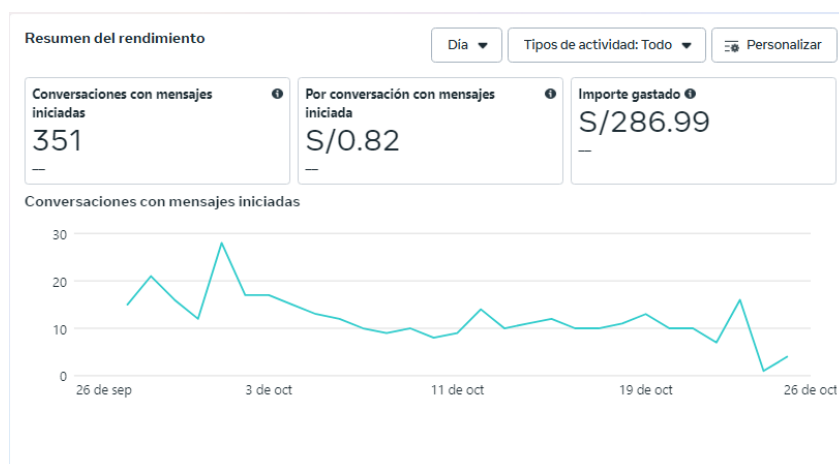 Resumen del rendimiento
Día
Tipos de actividad: Todo
Personalizar
Conversaciones con mensajes
iniciadas
351
—
Por conversación con mensajes
iniciada
S/0.82
—
Importe gastado
S/286.99
—
Conversaciones con mensajes iniciadas
30
20
10
0
26 de sep
3 de oct
11 de oct
19 de oct
26 de oct